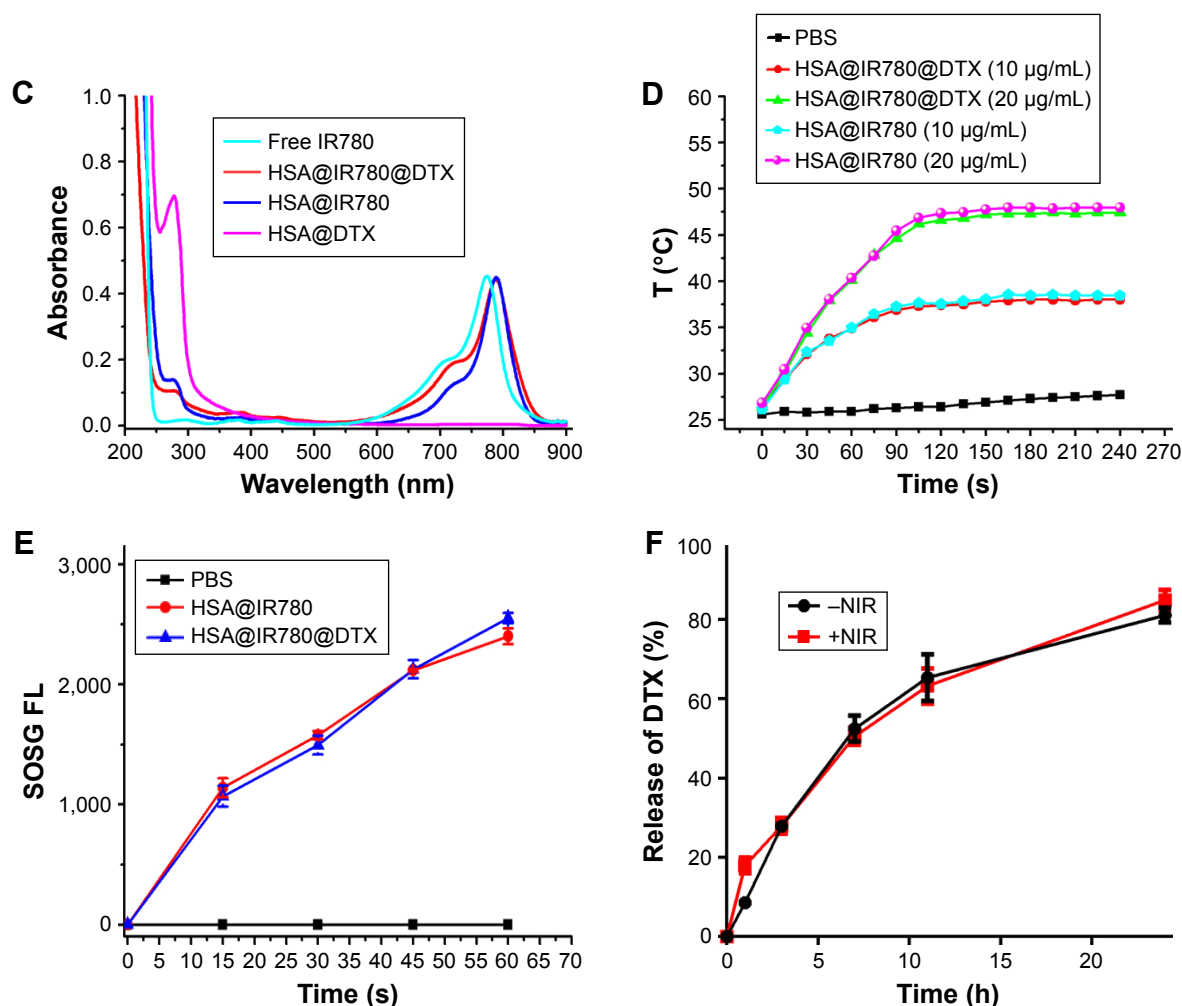 C
Absorbance
1.0
0.8
0.6
0.4
0.2
0.0
200 300 400 500 600 700 800 900
Wavelength (nm)
Free IR780
HSA@IR780@DTX
HSA@IR780
HSA@DTX
D
PBS
HSA@IR780@DTX (10 µg/mL)
HSA@IR780@DTX (20 µg/mL)
HSA@IR780 (10 µg/mL)
HSA@IR780 (20 µg/mL)
T (°C)
60
55
50
45
40
35
30
25
0 30 60 90 120 150 180 210 240 270
Time (s)
E
SOSG FL
3,000
2,000
1,000
0
0 5 10 15 20 25 30 35 40 45 50 55 60 65 70
Time (s)
PBS
HSA@IR780
HSA@IR780@DTX
F
Release of DTX (%)
100
80
60
40
20
0
0 5 10 15 20
Time (h)
–NIR
+NIR